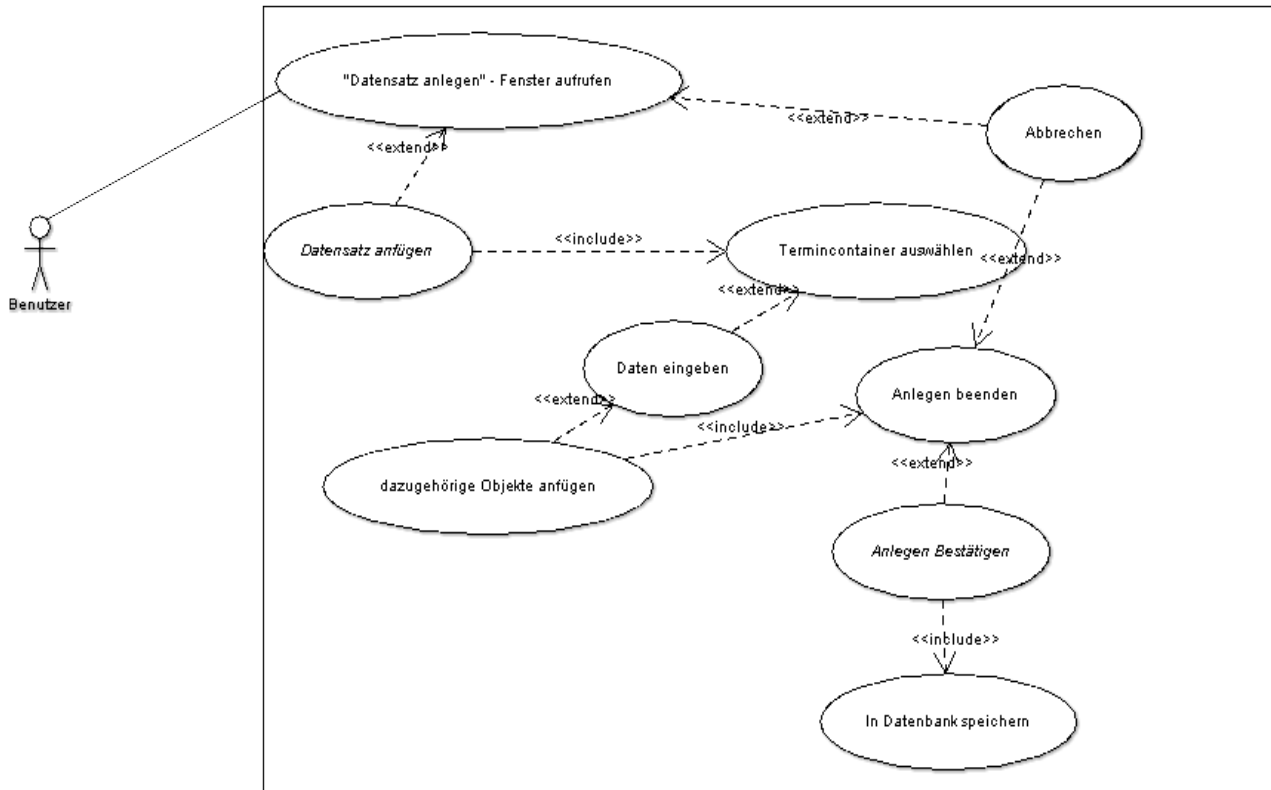 "Datensatz anlegen" - Fenster aufrufen
<<extend>>
Abbrechen
<<extend>>
Datensatz anfügen
<<include>>
Termincontainer auswählen
<<extend>>
<<extend>>
Benutzer
Daten eingeben
Anlegen beenden
<<extend>>
<<include>>
<<extend>>
dazugehörige Objekte anfügen
Anlegen Bestätigen
<<include>>
In Datenbank speichern